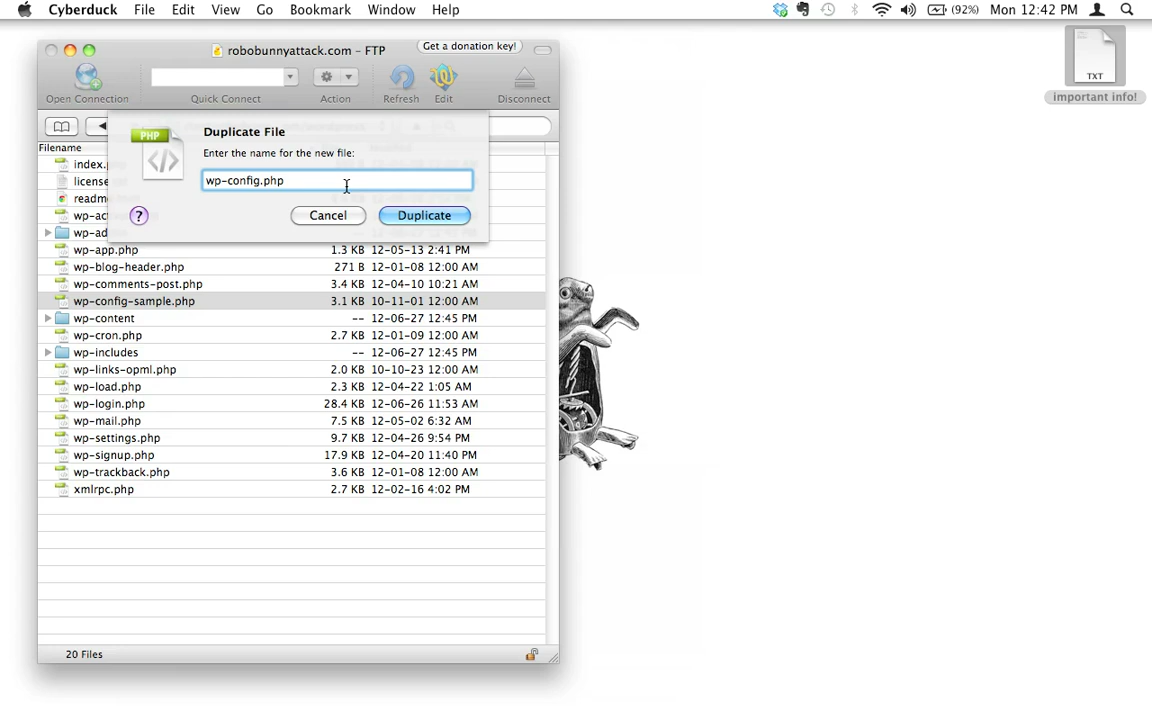 Cyberduck File Edit View Go Bookmark Window Help (92%) Mon 12:42 PM
robobunnyattack.com – FTP
Get a donation key!
Open Connection Quick Connect Action Refresh Edit Disconnect
TXT
important info!
PHP
Duplicate File
Enter the name for the new file:
wp-config.php
? Cancel Duplicate
Filename
index.
license
readm
wp-ac
wp-ad
wp-app.php 1.3 KB 12-05-13 2:41 PM
wp-blog-header.php 271 B 12-01-08 12:00 AM
wp-comments-post.php 3.4 KB 12-04-10 10:21 AM
wp-config-sample.php 3.1 KB 10-11-01 12:00 AM
wp-content -- 12-06-27 12:45 PM
wp-cron.php 2.7 KB 12-01-09 12:00 AM
wp-includes -- 12-06-27 12:45 PM
wp-links-opml.php 2.0 KB 10-10-23 12:00 AM
wp-load.php 2.3 KB 12-04-22 1:05 AM
wp-login.php 28.4 KB 12-06-26 11:53 AM
wp-mail.php 7.5 KB 12-05-02 6:32 AM
wp-settings.php 9.7 KB 12-04-26 9:54 PM
wp-signup.php 17.9 KB 12-04-20 11:40 PM
wp-trackback.php 3.6 KB 12-01-08 12:00 AM
xmlrpc.php 2.7 KB 12-02-16 4:02 PM
20 Files